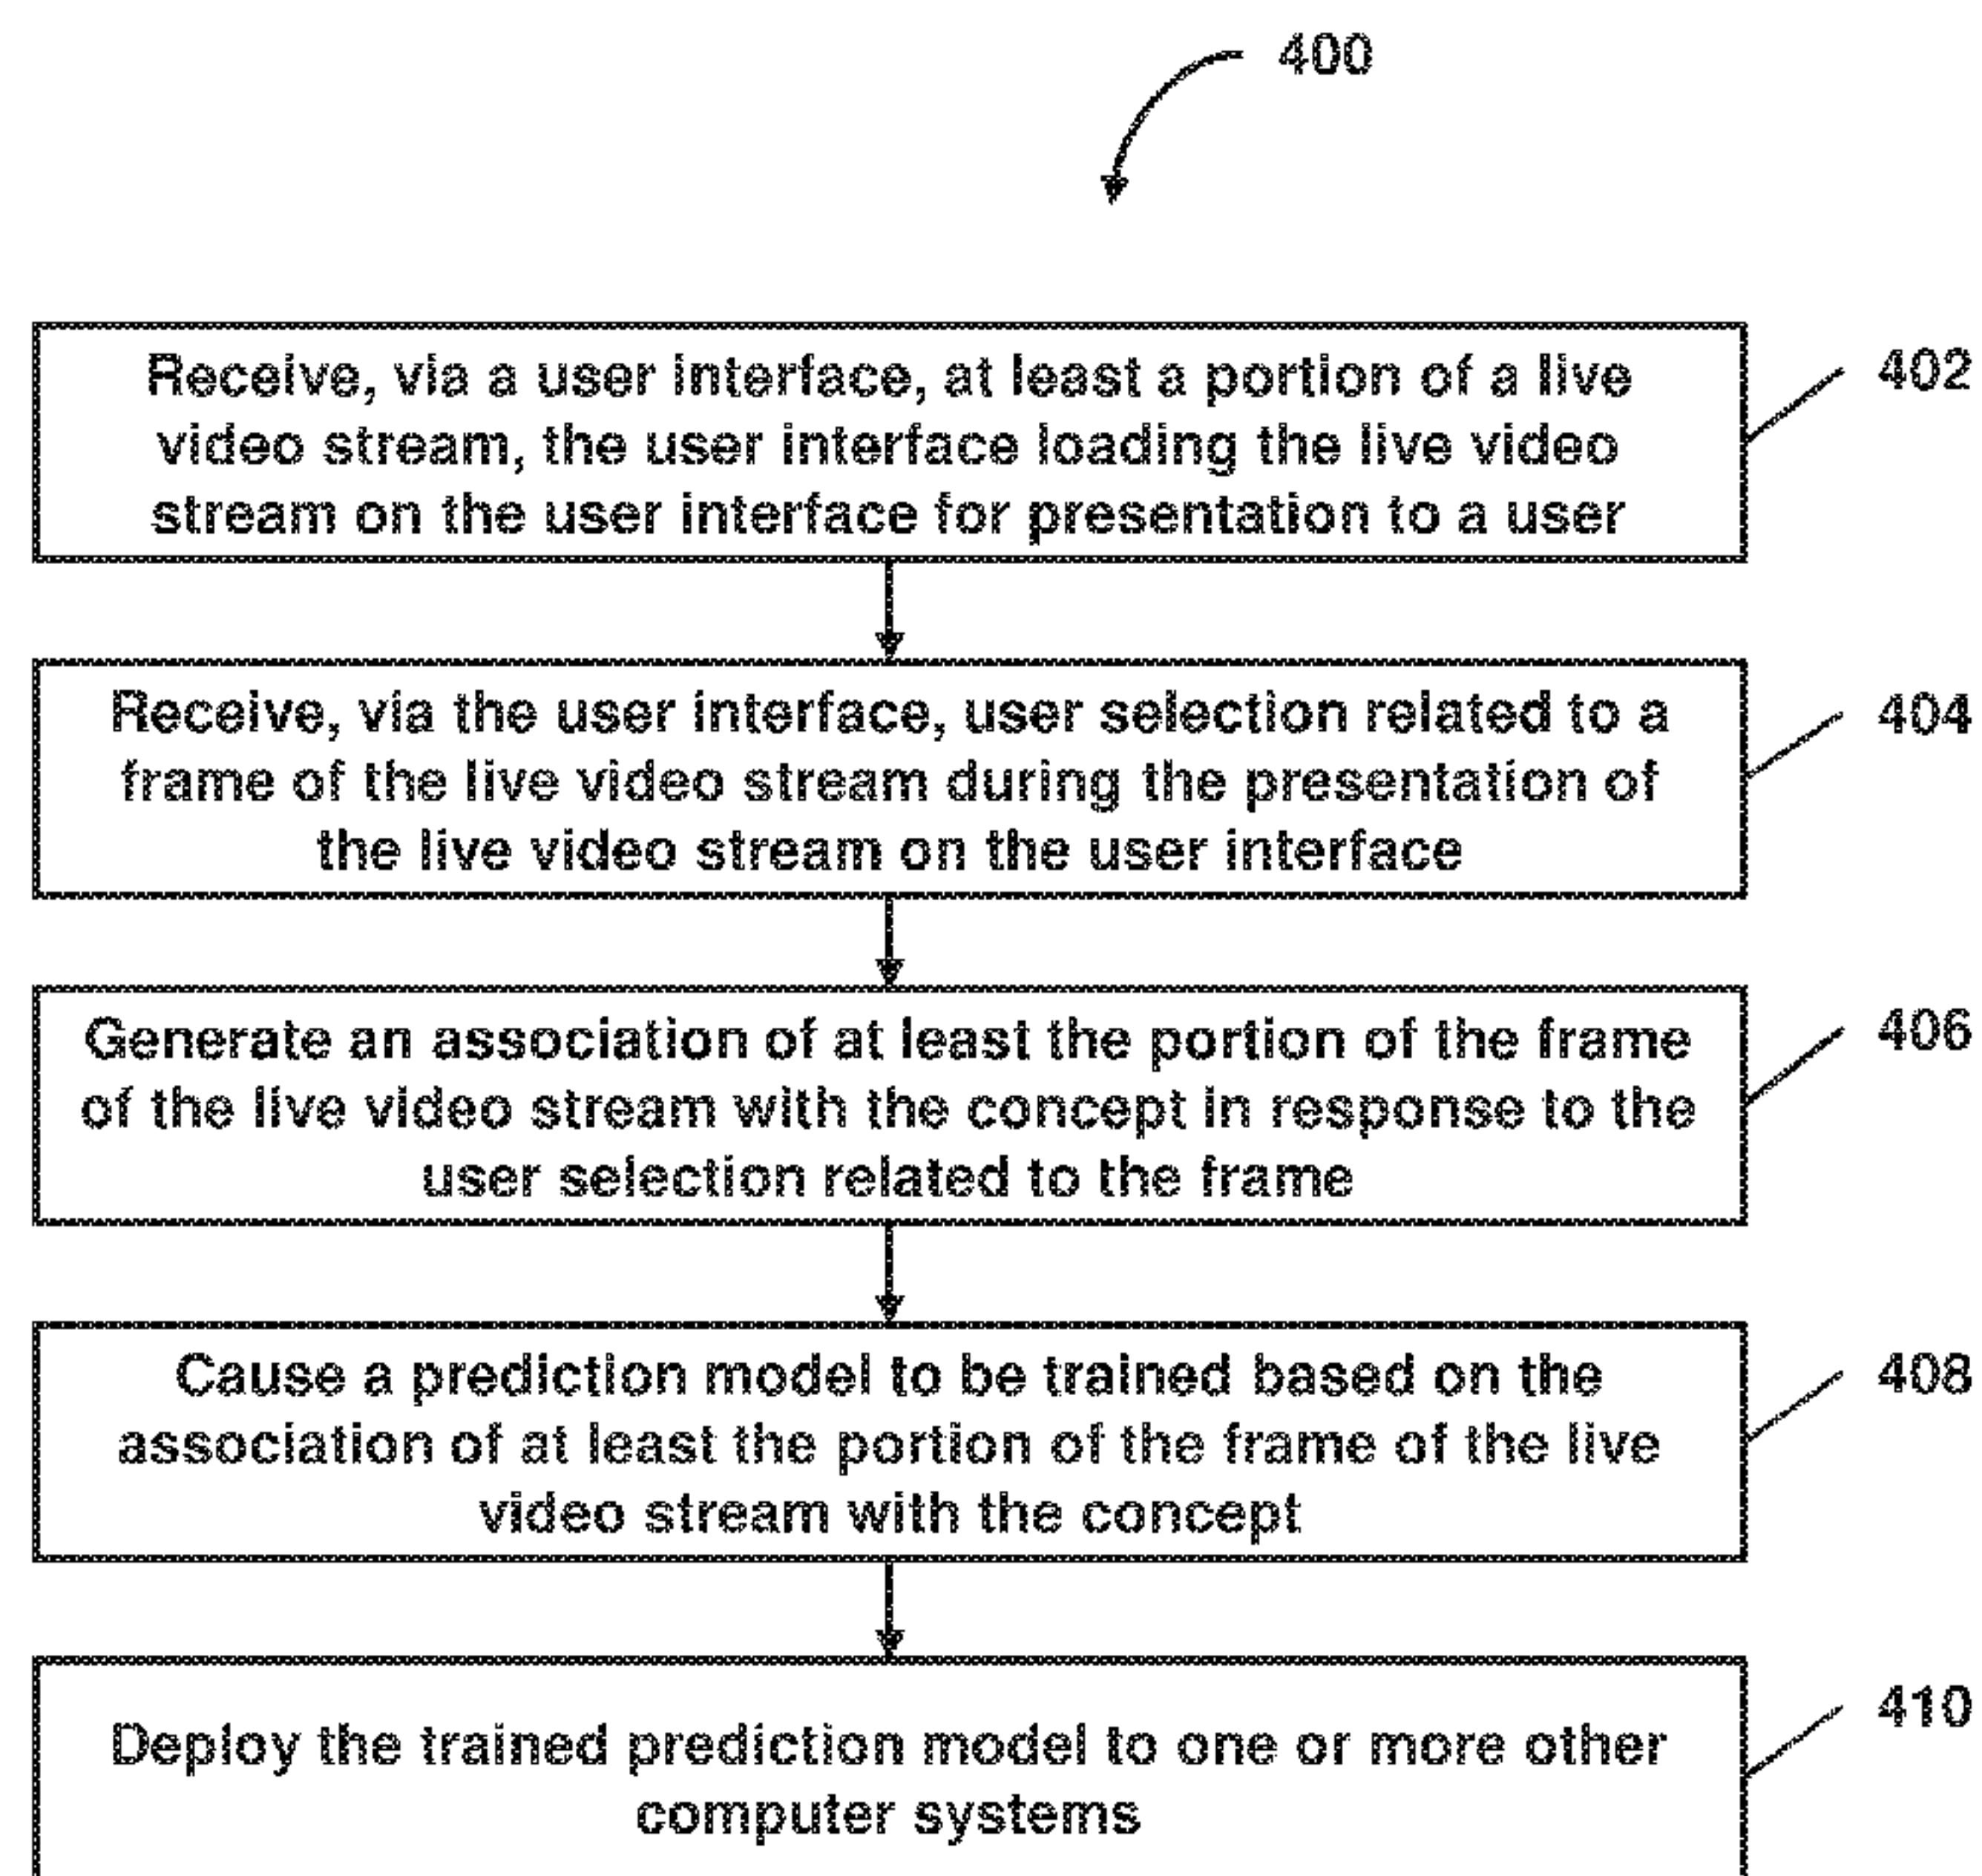 400
Receive, via a user interface, at least a portion of a live
video stream, the user interface loading the live video
stream on the user interface for presentation to a user
402
Receive, via the user interface, user selection related to a
frame of the live video stream during the presentation of
the live video stream on the user interface
404
Generate an association of at least the portion of the frame
of the live video stream with the concept in response to the
user selection related to the frame
406
Cause a prediction model to be trained based on the
association of at least the portion of the frame of the live
video stream with the concept
408
Deploy the trained prediction model to one or more other
computer systems
410